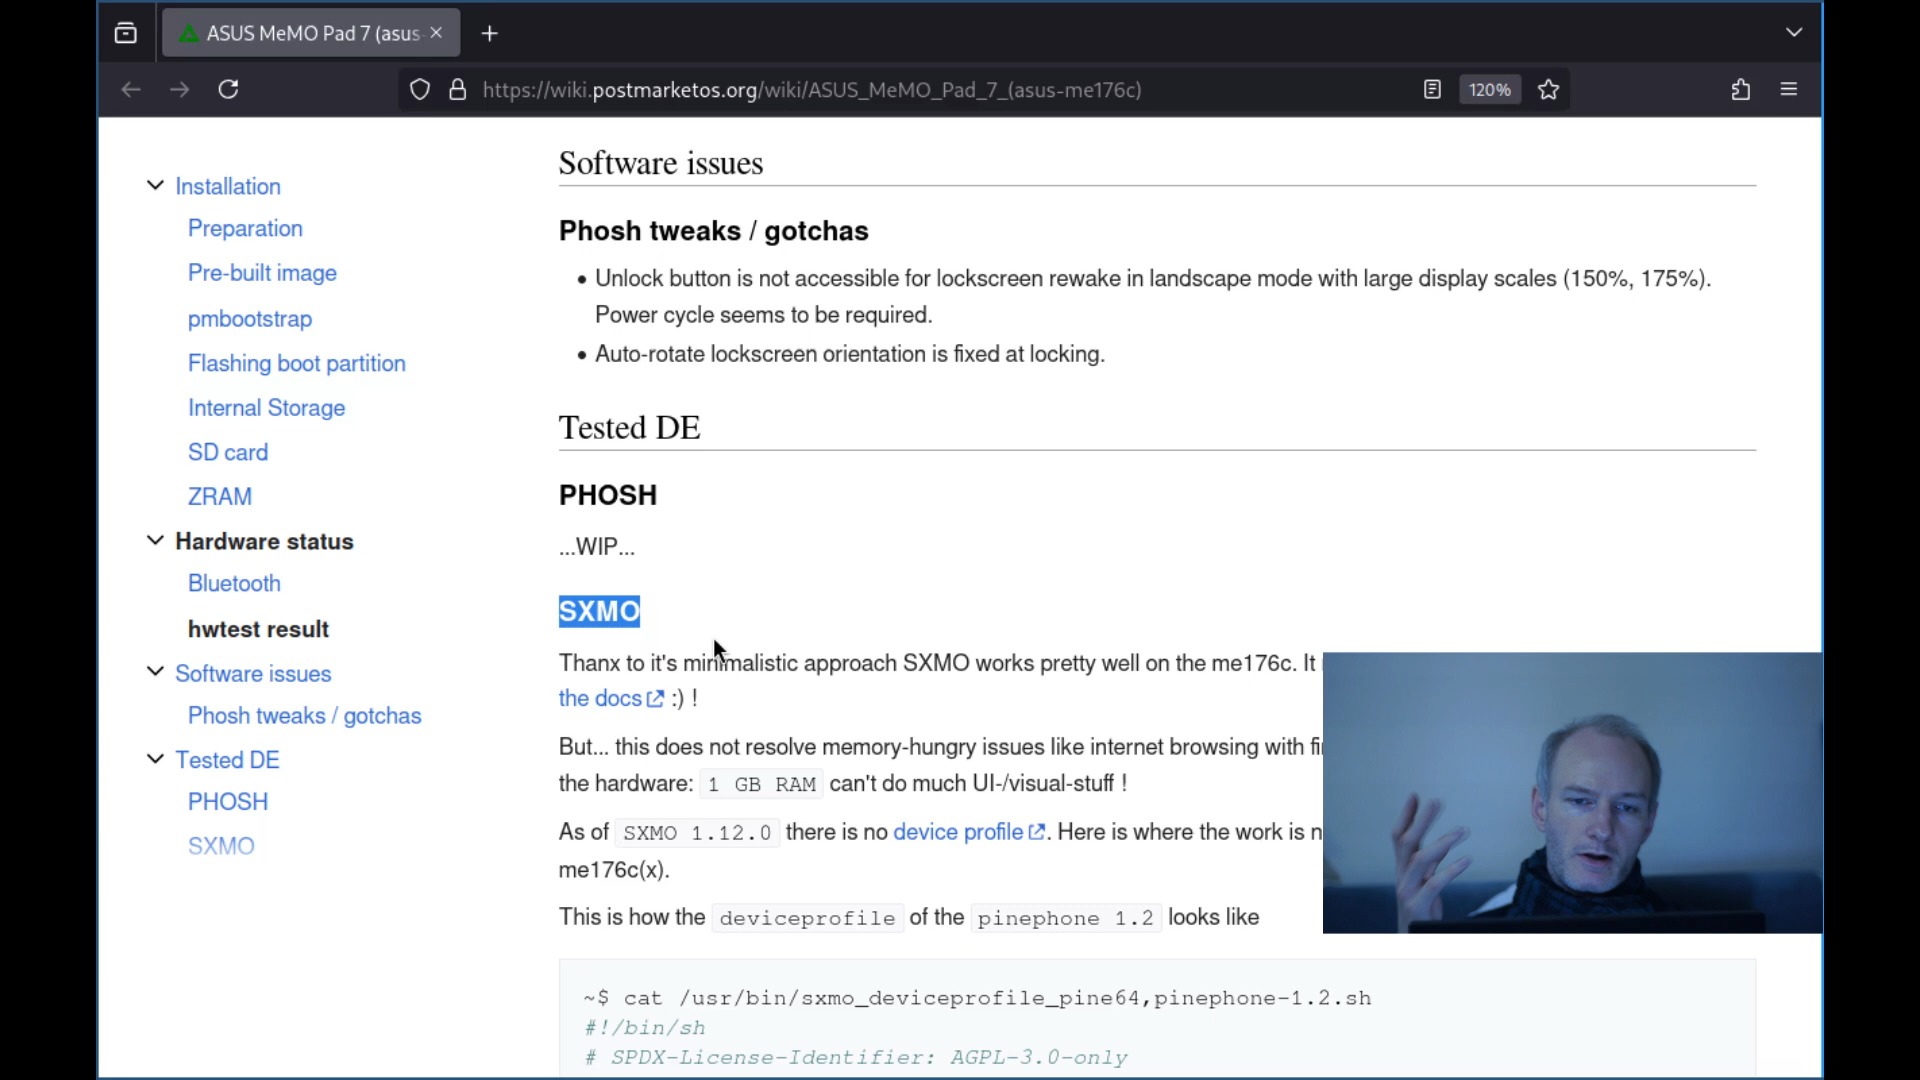 ASUS MeMO Pad 7 (asus-
https://wiki.postmarketos.org/wiki/ASUS_MeMO_Pad_7_(asus-me176c)
120%
Installation
Preparation
Pre-built image
pmbootstrap
Flashing boot partition
Internal Storage
SD card
ZRAM
Hardware status
Bluetooth
hwtest result
Software issues
Phosh tweaks / gotchas
Tested DE
PHOSH
SXMO
Software issues
Phosh tweaks / gotchas
• Unlock button is not accessible for lockscreen rewake in landscape mode with large display scales (150%, 175%).
Power cycle seems to be required.
• Auto-rotate lockscreen orientation is fixed at locking.
Tested DE
PHOSH
...WIP...
SXMO
Thanx to it's minimalistic approach SXMO works pretty well on the me176c. It
the docs :) !
But... this does not resolve memory-hungry issues like internet browsing with
the hardware: 1 GB RAM can't do much UI-/visual-stuff !
As of SXMO 1.12.0 there is no device profile. Here is where the work is
me176c(x).
This is how the deviceprofile of the pinephone 1.2 looks like
~$ cat /usr/bin/sxmo_deviceprofile_pine64,pinephone-1.2.sh
#!/bin/sh
# SPDX-License-Identifier: AGPL-3.0-only